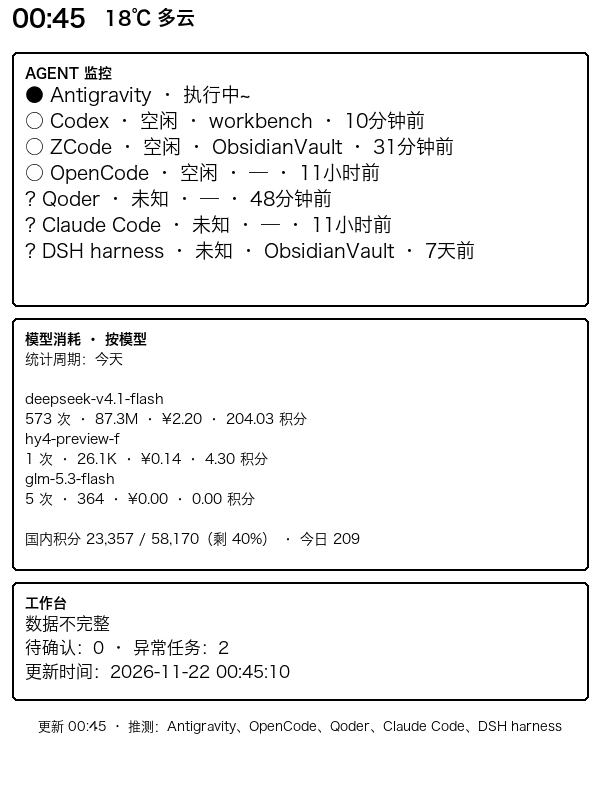 00:45 18℃ 多云
AGENT 监控
● Antigravity · 执行中~
○ Codex · 空闲 · workbench · 10分钟前
○ ZCode · 空闲 · ObsidianVault · 31分钟前
○ OpenCode · 空闲 · — · 11小时前
? Qoder · 未知 · — · 48分钟前
? Claude Code · 未知 · — · 11小时前
? DSH harness · 未知 · ObsidianVault · 7天前
模型消耗 · 按模型
统计周期：今天
deepseek-v4.1-flash
573 次 · 87.3M · ¥2.20 · 204.03 积分
hy4-preview-f
1 次 · 26.1K · ¥0.14 · 4.30 积分
glm-5.3-flash
5 次 · 364 · ¥0.00 · 0.00 积分
国内积分 23,357 / 58,170（剩 40%） · 今日 209
工作台
数据不完整
待确认：0 · 异常任务：2
更新时间：2026-11-22 00:45:10
更新 00:45 · 推测：Antigravity、OpenCode、Qoder、Claude Code、DSH harness